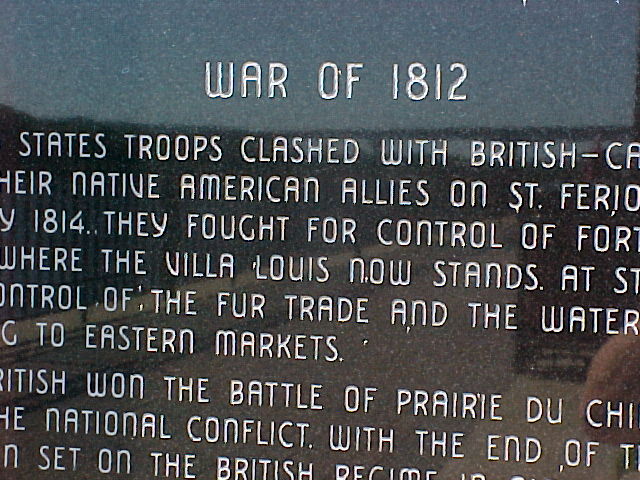 WAR OF 1812
STATES TROOPS CLASHED WITH BRITISH-CA
HEIR NATIVE AMERICAN ALLIES ON ST. FERIO
Y 1814. THEY FOUGHT FOR CONTROL OF FORT
WHERE THE VILLA LOUIS NOW STANDS. AT ST
ONTROL OF THE FUR TRADE AND THE WATER
G TO EASTERN MARKETS.
RITISH WON THE BATTLE OF PRAIRIE DU CHI
HE NATIONAL CONFLICT. WITH THE END OF T
N SET ON THE BRITISH REGIME IN